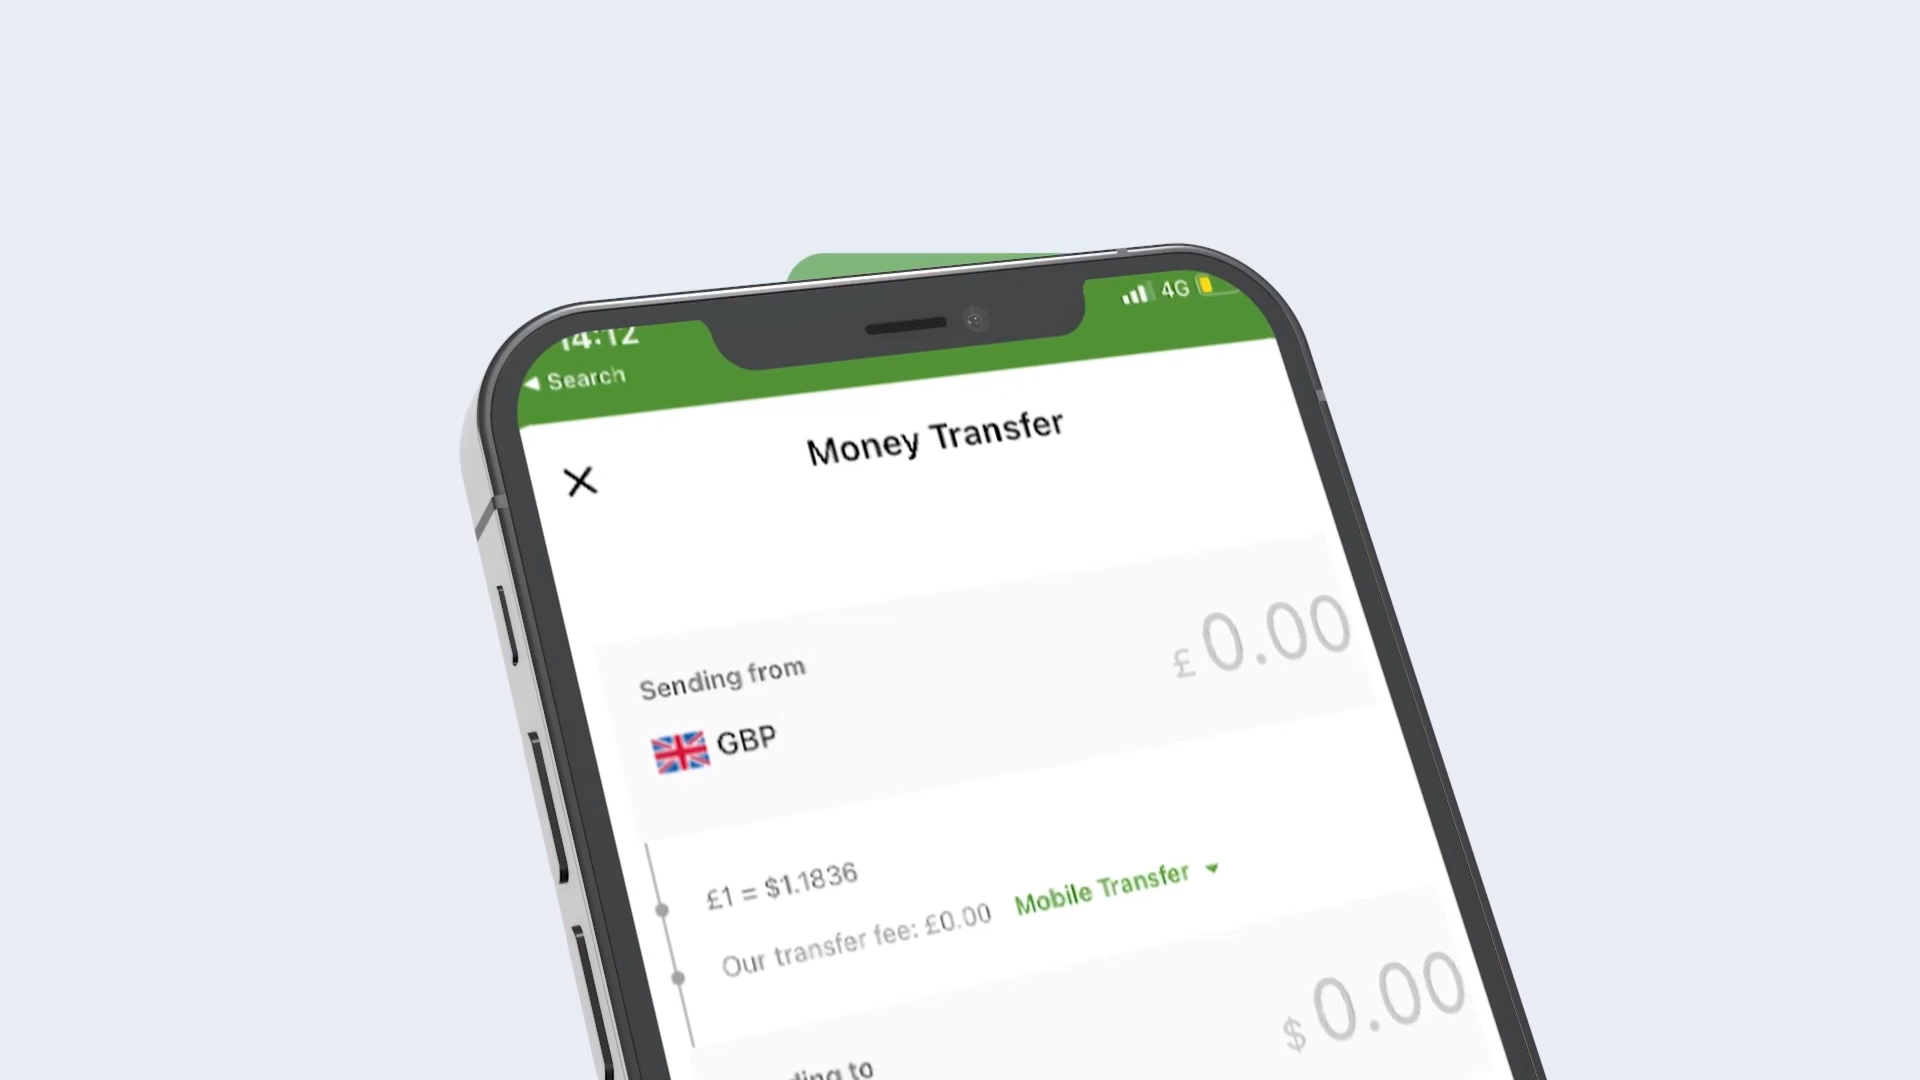 14:12
4G
◀ Search
Money Transfer
Sending from
£0.00
GBP
£1 = $1.1836
Our transfer fee: £0.00 Mobile Transfer
$0.00
to